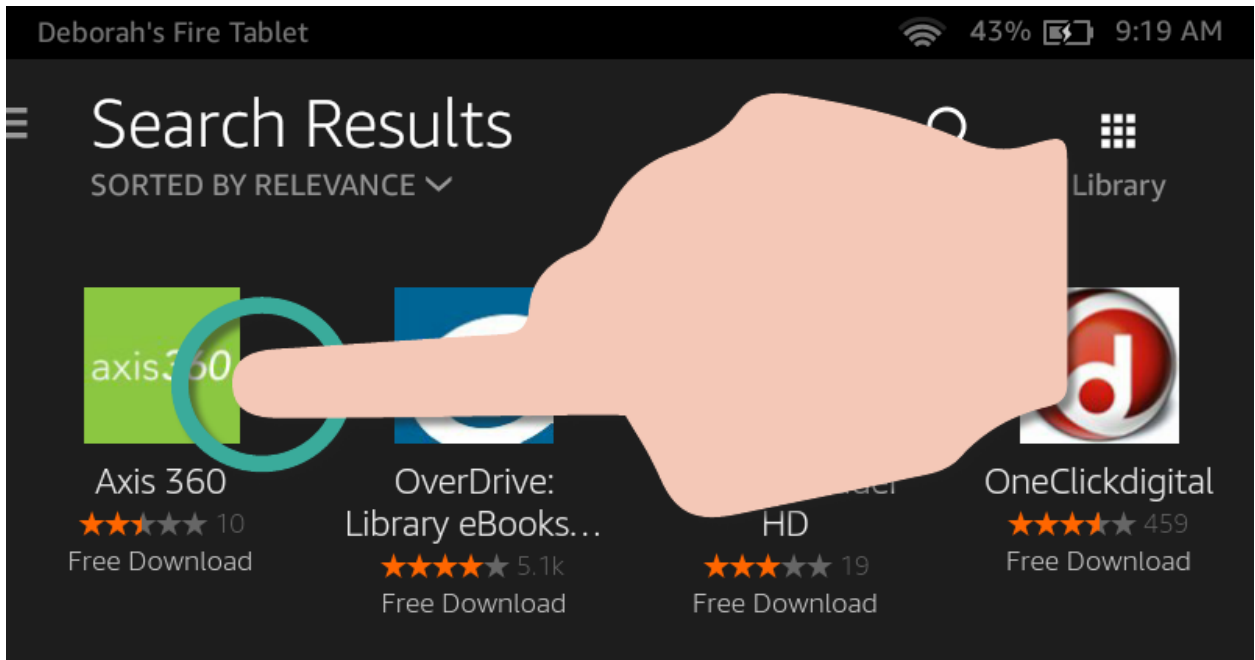 Deborah's Fire Tablet 43% 9:19 AM
Search Results
SORTED BY RELEVANCE
Library
axis360
Axis 360
10
Free Download
OverDrive:
Library eBooks...
5.1k
Free Download
HD
19
Free Download
d
OneClickdigital
459
Free Download